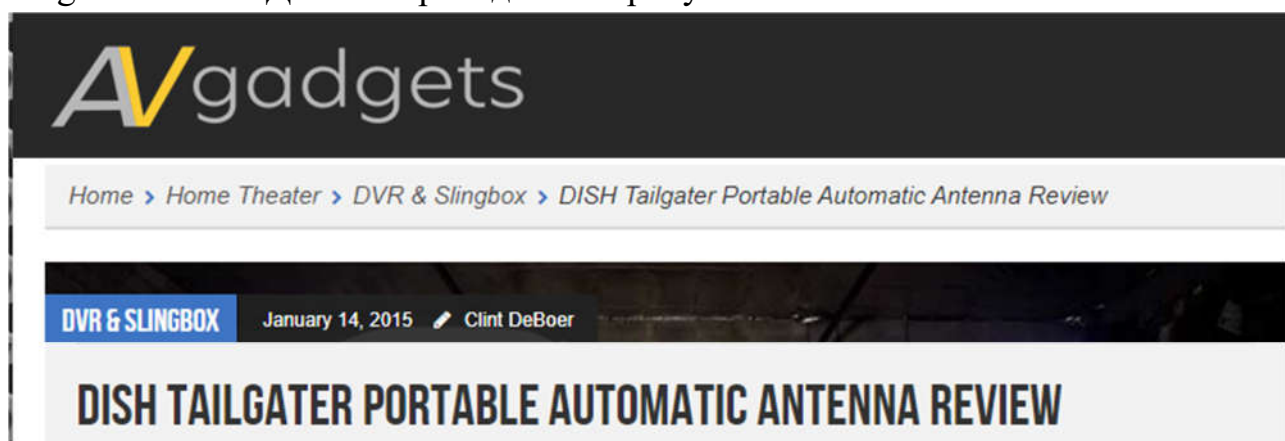 AVgadgets
Home > Home Theater > DVR & Slingbox > DISH Tailgater Portable Automatic Antenna Review
DVR & SLINGBOX January 14, 2015 Clint DeBoer
DISH TAILGATER PORTABLE AUTOMATIC ANTENNA REVIEW